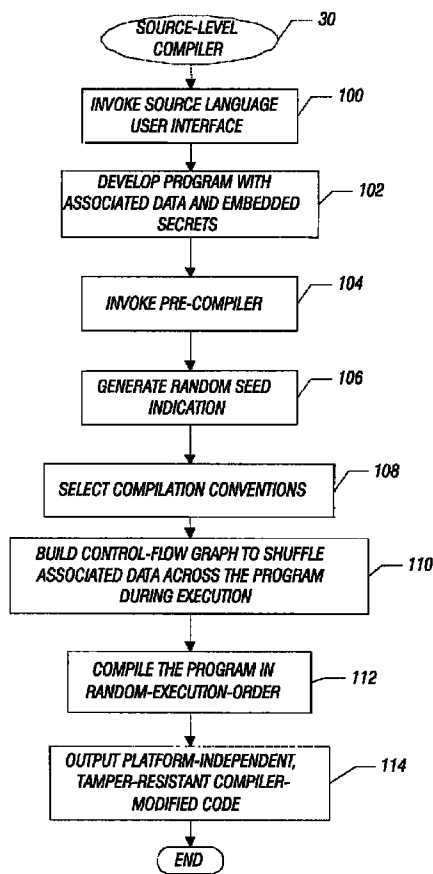 SOURCE-LEVEL
COMPILER
30
INVOKE SOURCE LANGUAGE
USER INTERFACE
100
DEVELOP PROGRAM WITH
ASSOCIATED DATA AND EMBEDDED
SECRETS
102
INVOKE PRE-COMPILER
104
GENERATE RANDOM SEED
INDICATION
106
SELECT COMPILATION CONVENTIONS
108
BUILD CONTROL-FLOW GRAPH TO SHUFFLE
ASSOCIATED DATA ACROSS THE PROGRAM
DURING EXECUTION
110
COMPILE THE PROGRAM IN
RANDOM-EXECUTION-ORDER
112
OUTPUT PLATFORM-INDEPENDENT,
TAMPER-RESISTANT COMPILER-
MODIFIED CODE
114
END